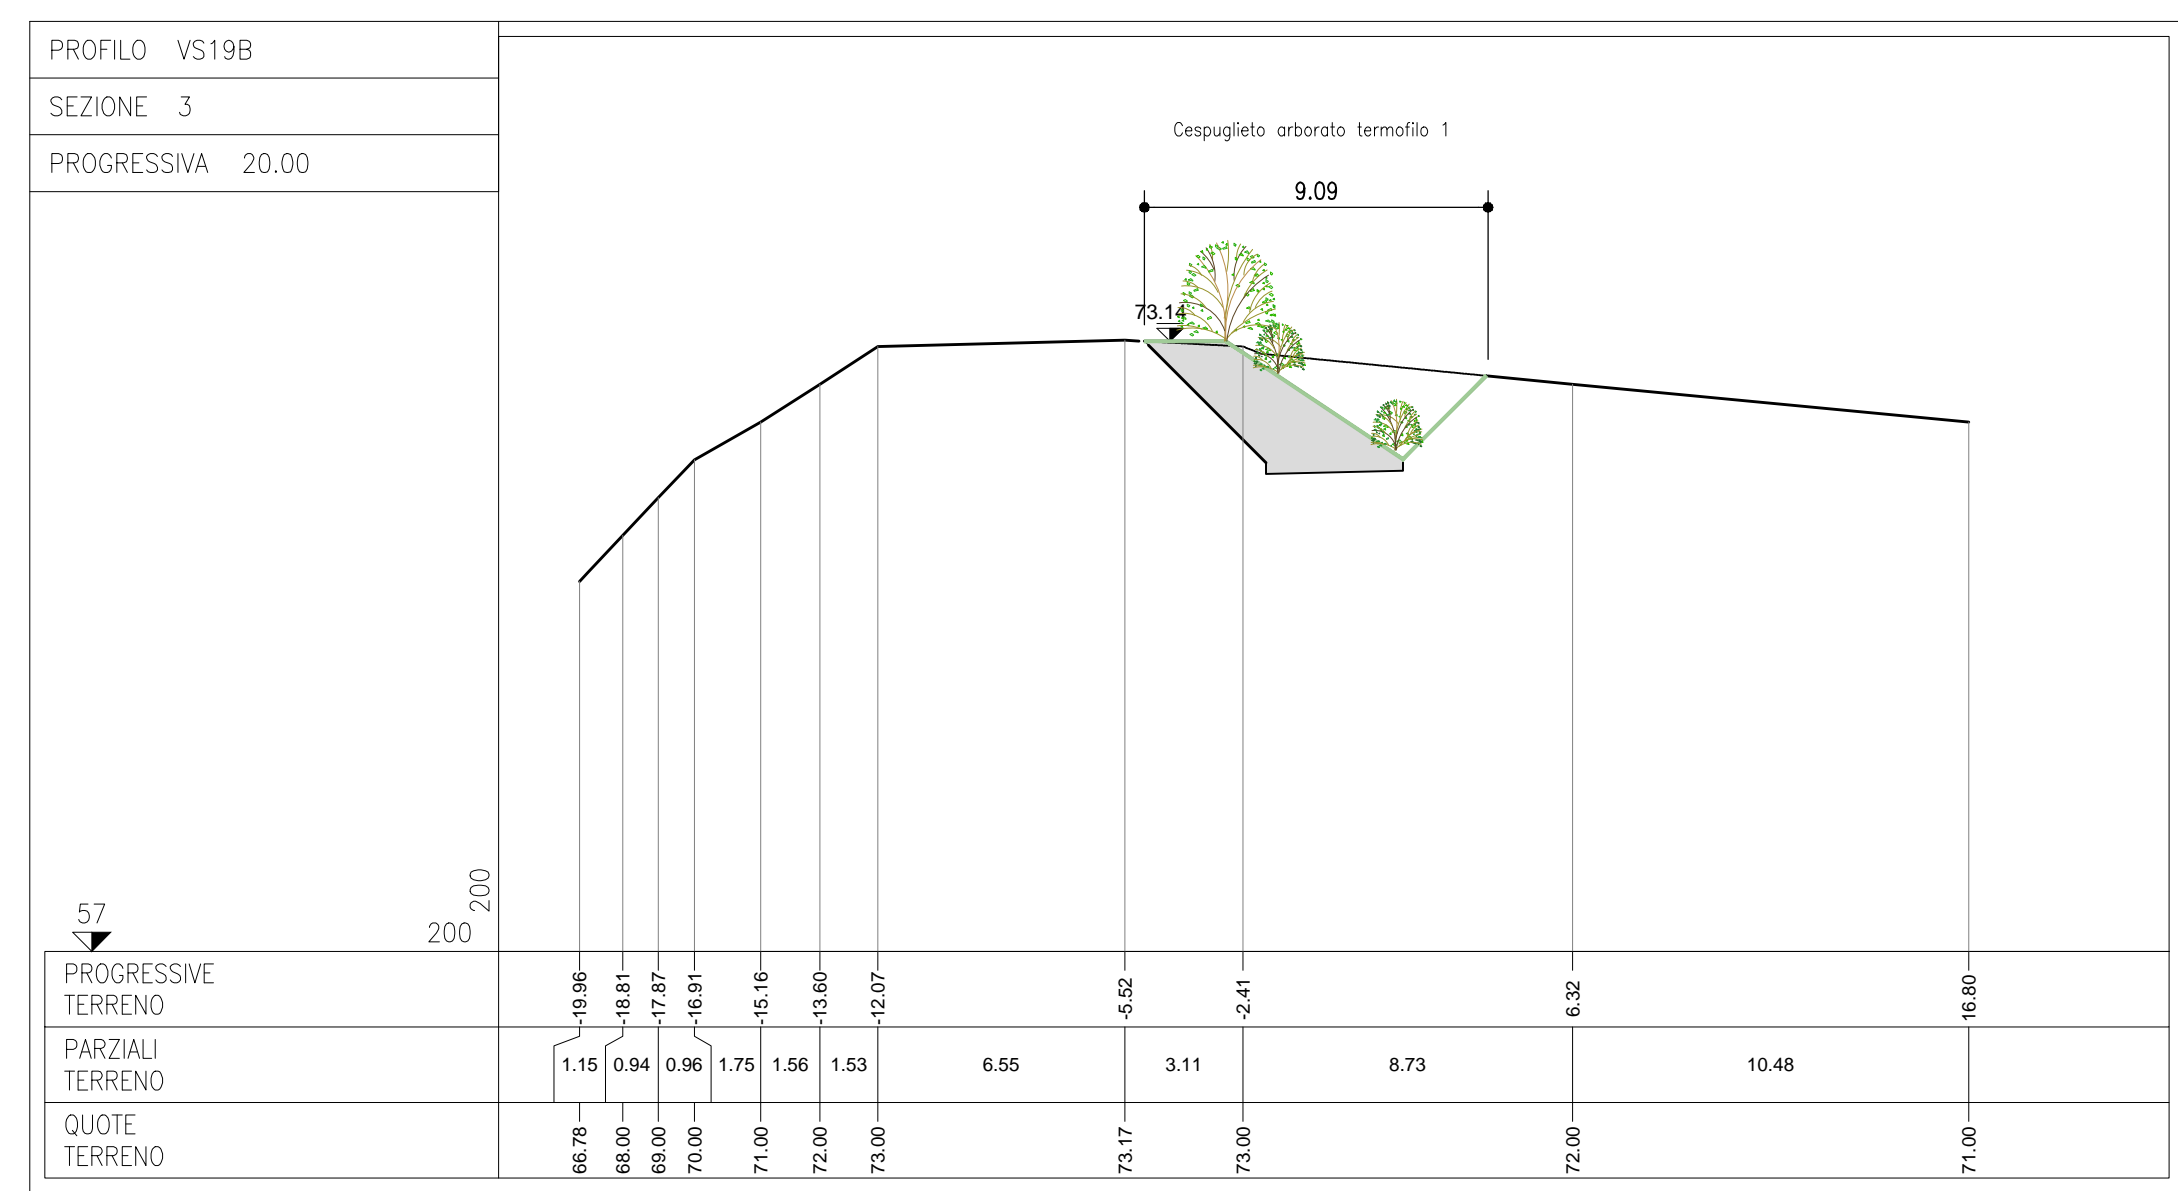 PROFILO VS19B
SEZIONE 3
PROGRESSIVA 20.00
Cespuglieto arborato termofilo 1
9.09
73.14
57
200
200
PROGRESSIVE
TERRENO
-19.96 -18.81 -17.87 -16.91 -15.16 -13.60 -12.07 -5.52 -2.41 6.32 16.80
PARZIALI
TERRENO
1.15 0.94 0.96 1.75 1.56 1.53 6.55 3.11 8.73 10.48
QUOTE
TERRENO
66.78 68.00 69.00 70.00 71.00 72.00 73.00 73.17 73.00 72.00 71.00